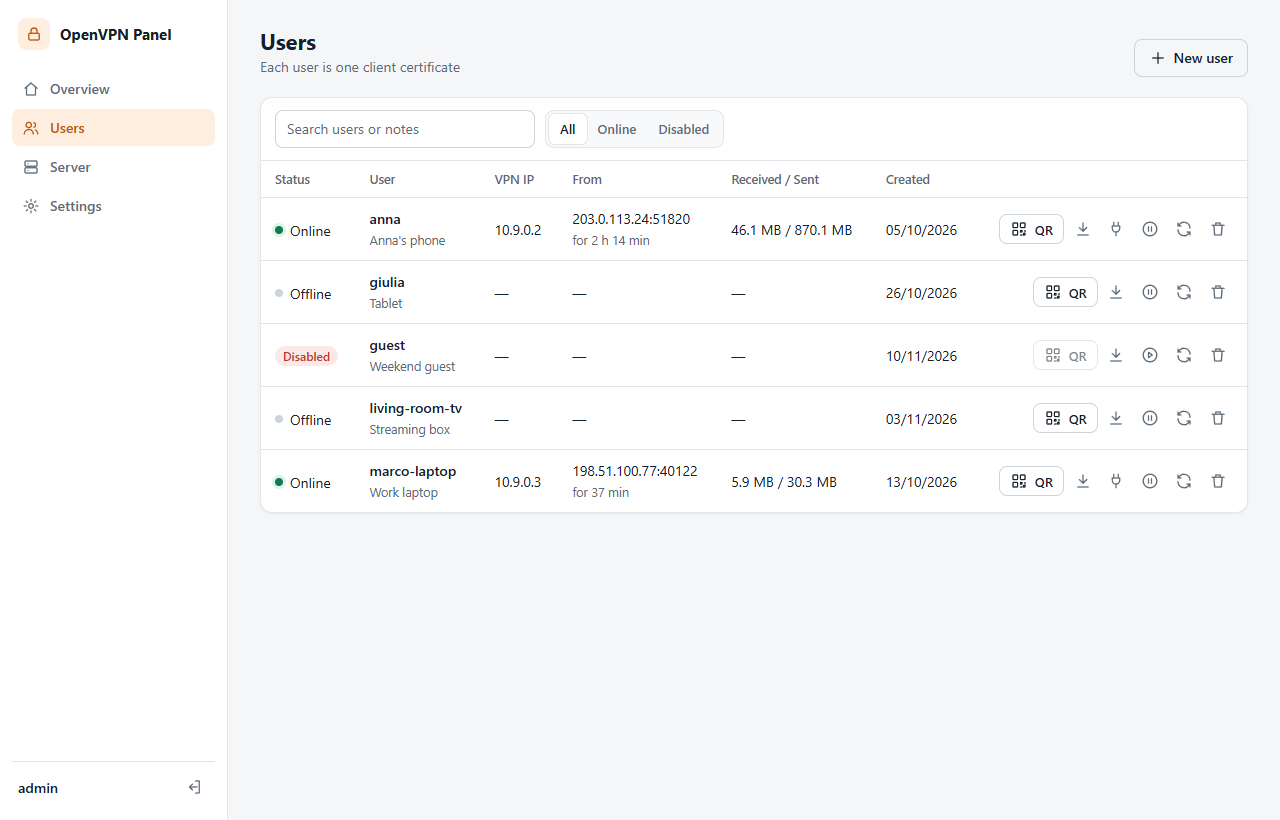 OpenVPN Panel
Overview
Users
Server
Settings
admin
Users
Each user is one client certificate
New user
Search users or notes
All Online Disabled
Status User VPN IP From Received / Sent Created
Online anna 10.9.0.2 203.0.113.24:51820 46.1 MB / 870.1 MB 05/10/2026 QR
Anna's phone for 2 h 14 min
Offline giulia — — — 26/10/2026 QR
Tablet
Disabled guest — — — 10/11/2026 QR
Weekend guest
Offline living-room-tv — — — 03/11/2026 QR
Streaming box
Online marco-laptop 10.9.0.3 198.51.100.77:40122 5.9 MB / 30.3 MB 13/10/2026 QR
Work laptop for 37 min